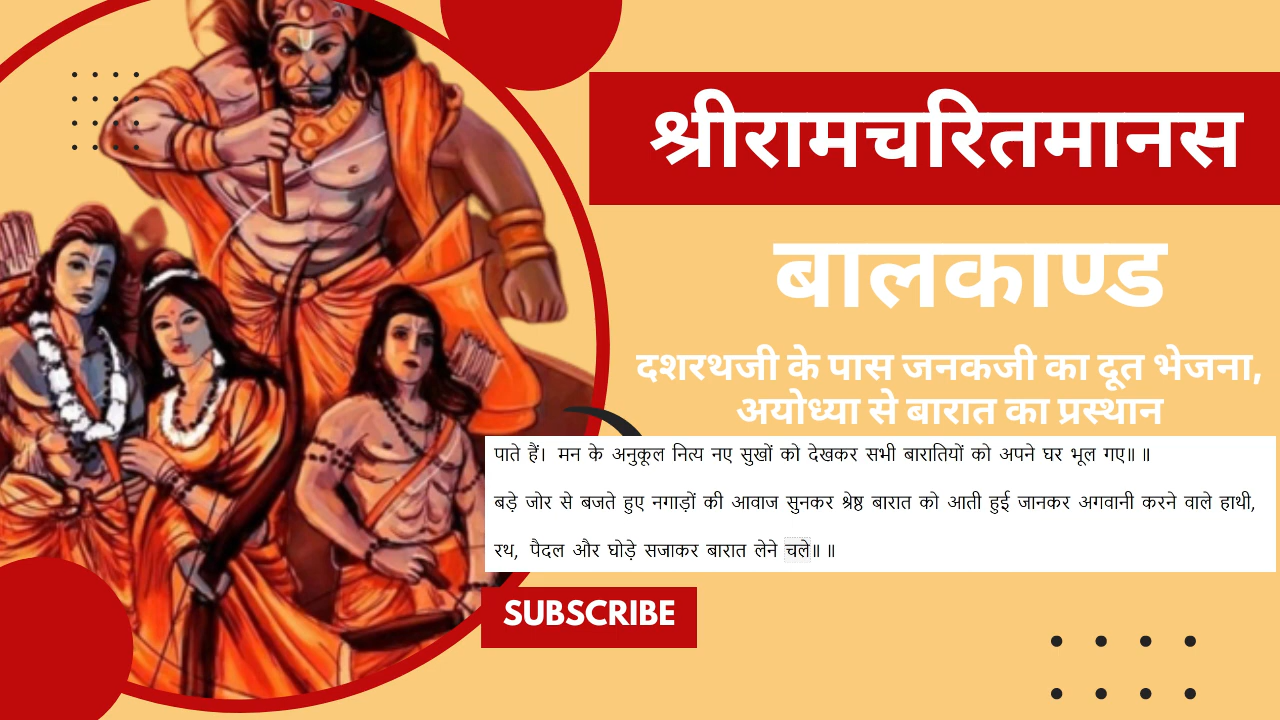 श्रीरामचरितमानस
बालकाण्ड
दशरथजी के पास जनकजी का दूत भेजना,
अयोध्या से बारात का प्रस्थान
पाते हैं। मन के अनुकूल नित्य नए सुखों को देखकर सभी बारातियों को अपने घर भूल गए॥ ॥
बड़े जोर से बजते हुए नगाड़ों की आवाज सुनकर श्रेष्ठ बारात को आती हुई जानकर अगवानी करने वाले हाथी,
रथ, पैदल और घोड़े सजाकर बारात लेने चले॥ ॥
SUBSCRIBE